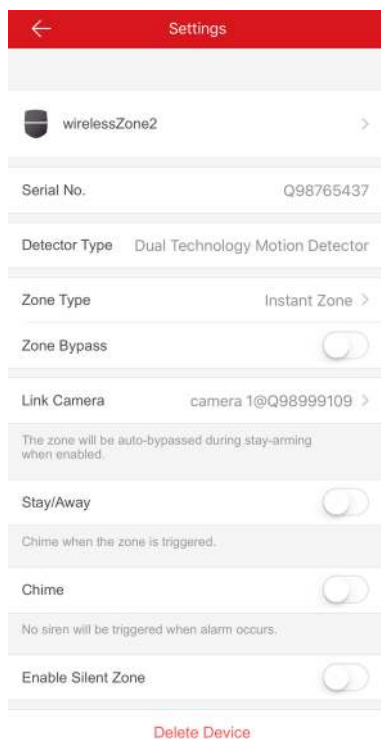 Settings
wirelessZone2
Serial No. Q98765437
Detector Type Dual Technology Motion Detector
Zone Type Instant Zone
Zone Bypass
Link Camera camera 1@Q98999109
The zone will be auto-bypassed during stay-arming
when enabled.
Stay/Away
Chime when the zone is triggered.
Chime
No siren will be triggered when alarm occurs.
Enable Silent Zone
Delete Device